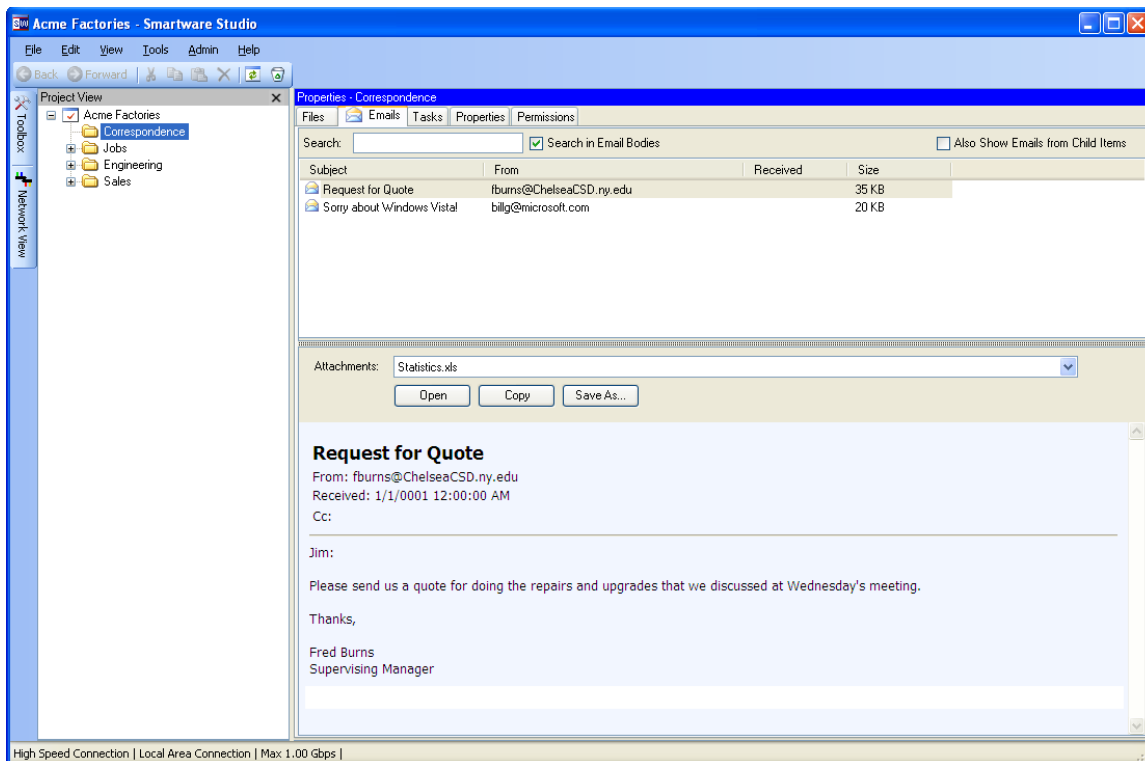 Acme Factories - Smartware Studio
File Edit View Tools Admin Help
Back Forward
Toolbox
Network View
Project View
Acme Factories
Correspondence
Jobs
Engineering
Sales
Properties - Correspondence
Files Emails Tasks Properties Permissions
Search: Search in Email Bodies Also Show Emails from Child Items
Subject From Received Size
Request for Quote fburns@ChelseaCSD.ny.edu 35 KB
Sorry about Windows Vista! billg@microsoft.com 20 KB
Attachments: Statistics.xls
Open Copy Save As...
Request for Quote
From: fburns@ChelseaCSD.ny.edu
Received: 1/1/0001 12:00:00 AM
Cc:
Jim:
Please send us a quote for doing the repairs and upgrades that we discussed at Wednesday's meeting.
Thanks,
Fred Burns
Supervising Manager
High Speed Connection | Local Area Connection | Max 1.00 Gbps |